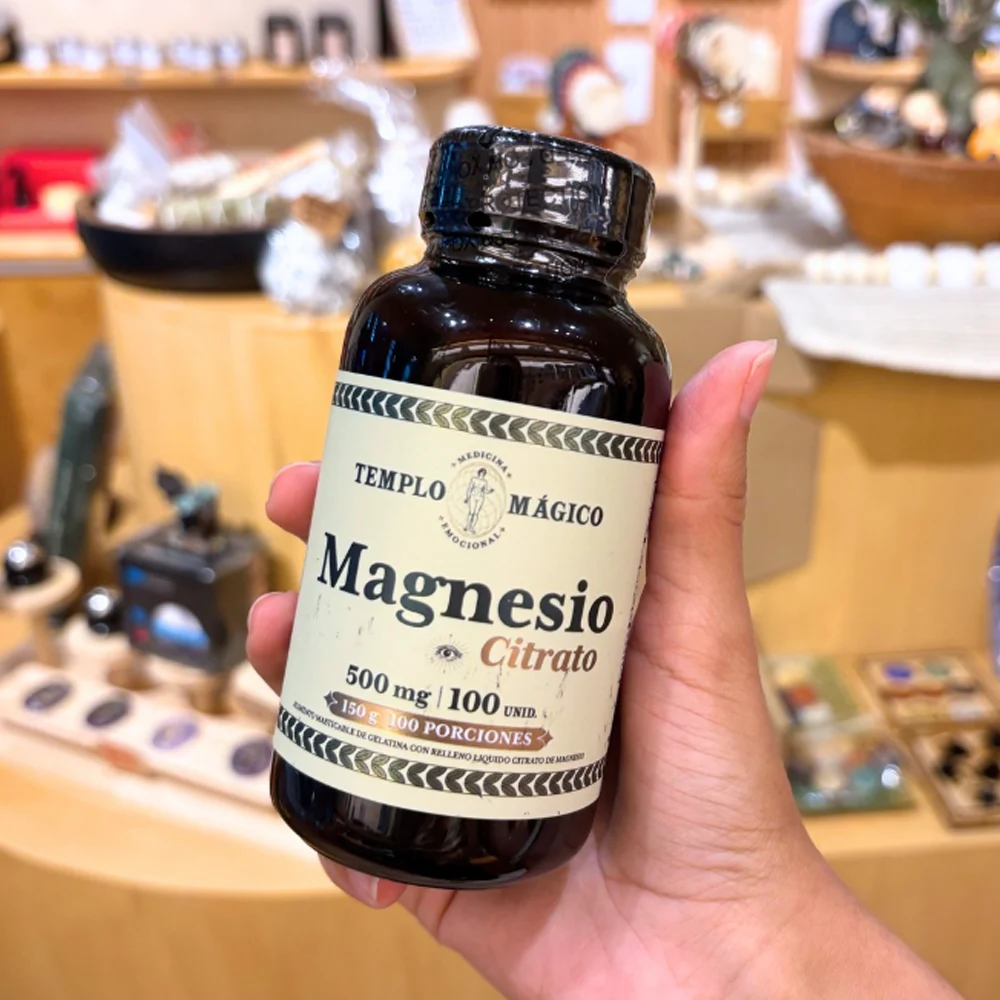 MEDICINA
TEMPLO MÁGICO
EMOCIONAL
Magnesio
Citrato
500 mg | 100 UNID.
150 g 100 PORCIONES
ALIMENTO MASTICABLE DE GELATINA CON RELLENO LIQUIDO CITRATO DE MAGNESIO